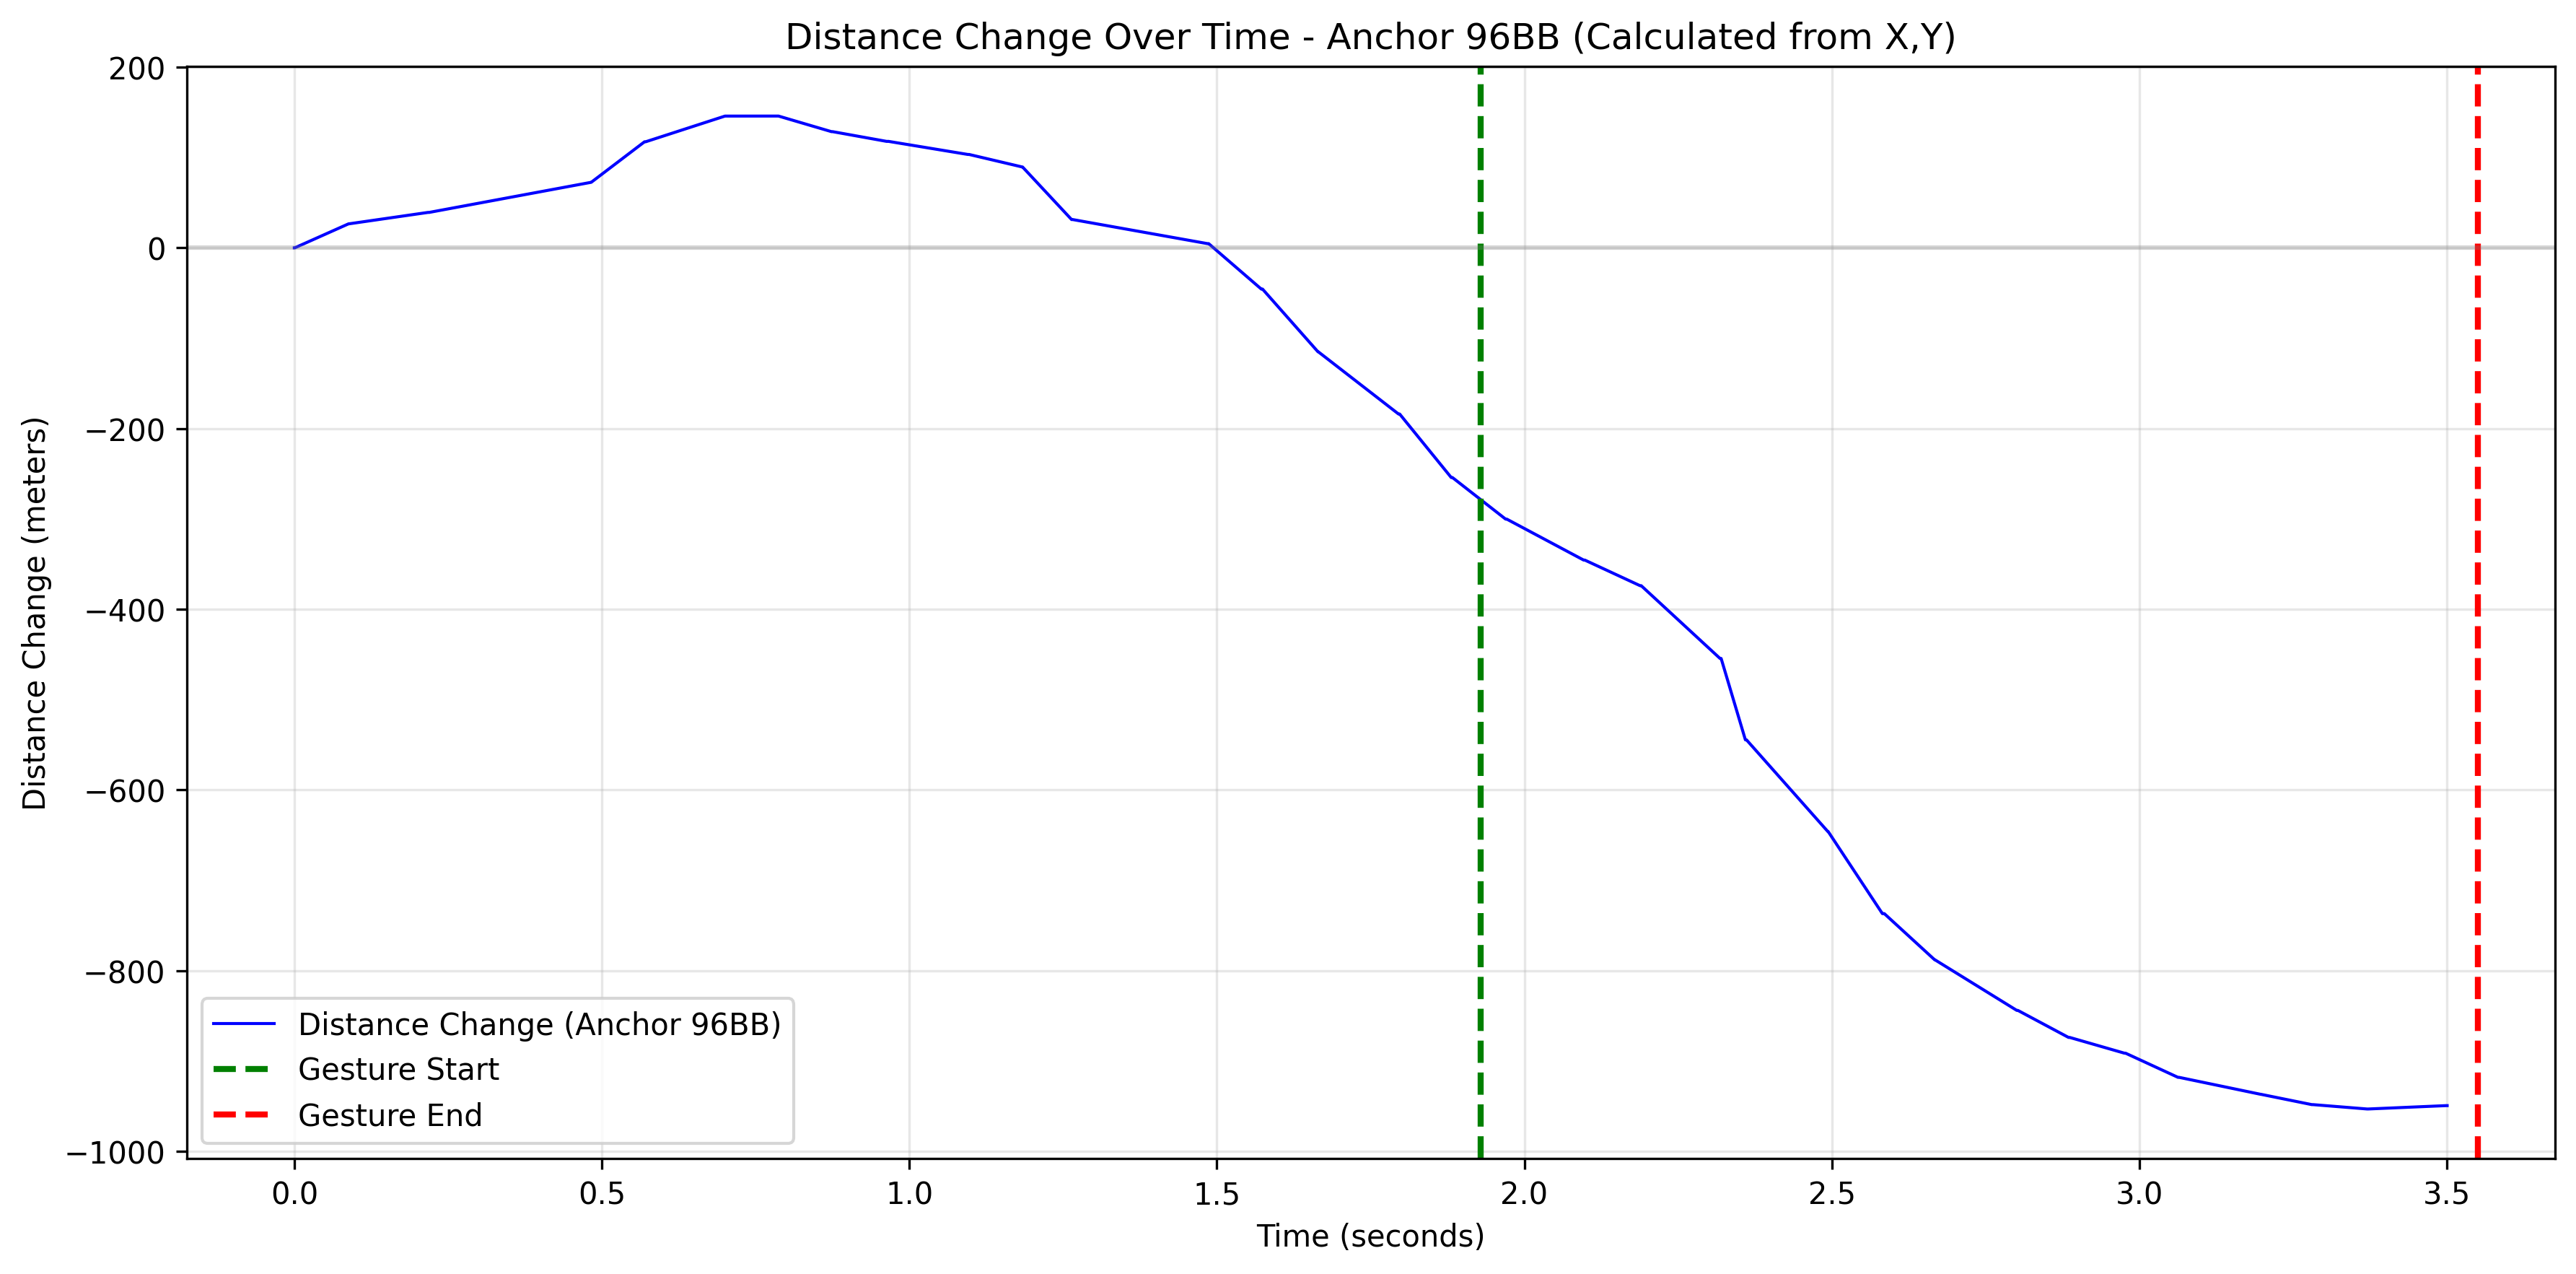 Distance Change Over Time - Anchor 96BB (Calculated from X,Y)
200
0
−200
−400
−600
−800
−1000
Distance Change (meters)
Distance Change (Anchor 96BB)
Gesture Start
Gesture End
0.0 0.5 1.0 1.5 2.0 2.5 3.0 3.5
Time (seconds)